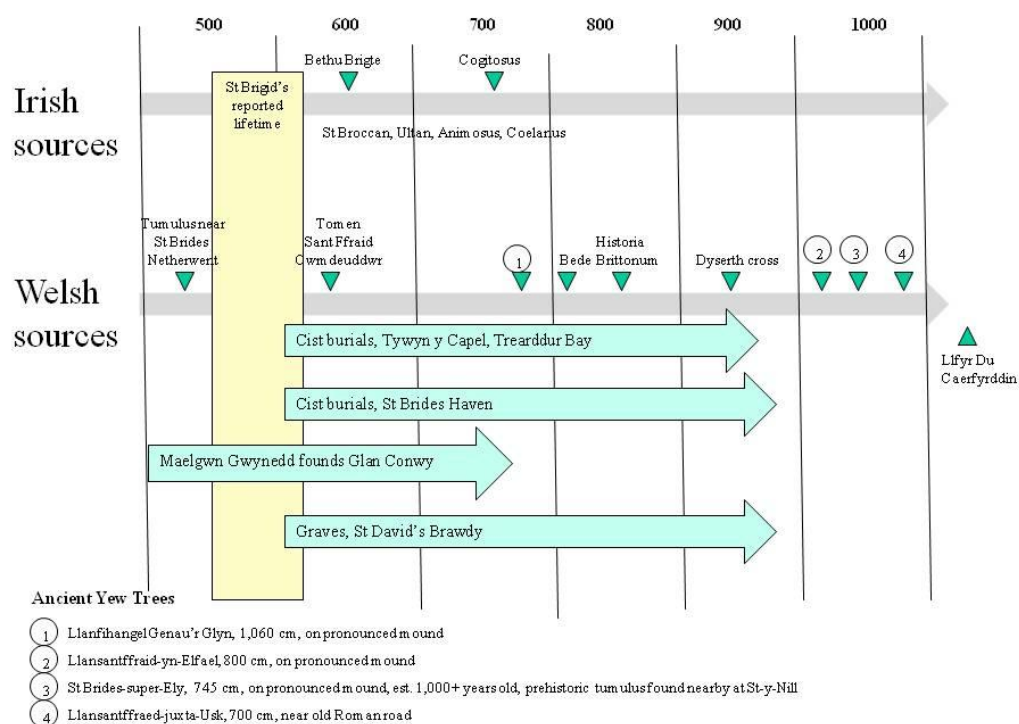 500 600 700 800 900 1000
Bethu Brigte
Cogitosus
St Brigid's
reported
lifetime
Irish
sources
St Broccan, Ultan, Animosus, Coelanus
Tumulus near
St Brides
Netherwent
Tomen
Sant Ffraid
Cwmdeuddwr
1
Bede
Historia
Brittonum
Dyserth cross
2
3
4
Welsh
sources
Cist burials, Tywyn y Capel, Trearddur Bay
Llfyr Du
Caerfyrddin
Cist burials, St Brides Haven
Maelgwn Gwynedd founds Glan Conwy
Graves, St David's Brawdy
Ancient Yew Trees
1 Llanfihangel Genau'r Glyn, 1,060 cm, on pronounced mound
2 Llansantffraid-yn-Elfael, 800 cm, on pronounced mound
3 St Brides-super-Ely, 745 cm, on pronounced mound, est. 1,000+ years old, prehistoric tumulus found nearby at St-y-Nill
4 Llansantffraed-juxta-Usk, 700 cm, near old Roman road